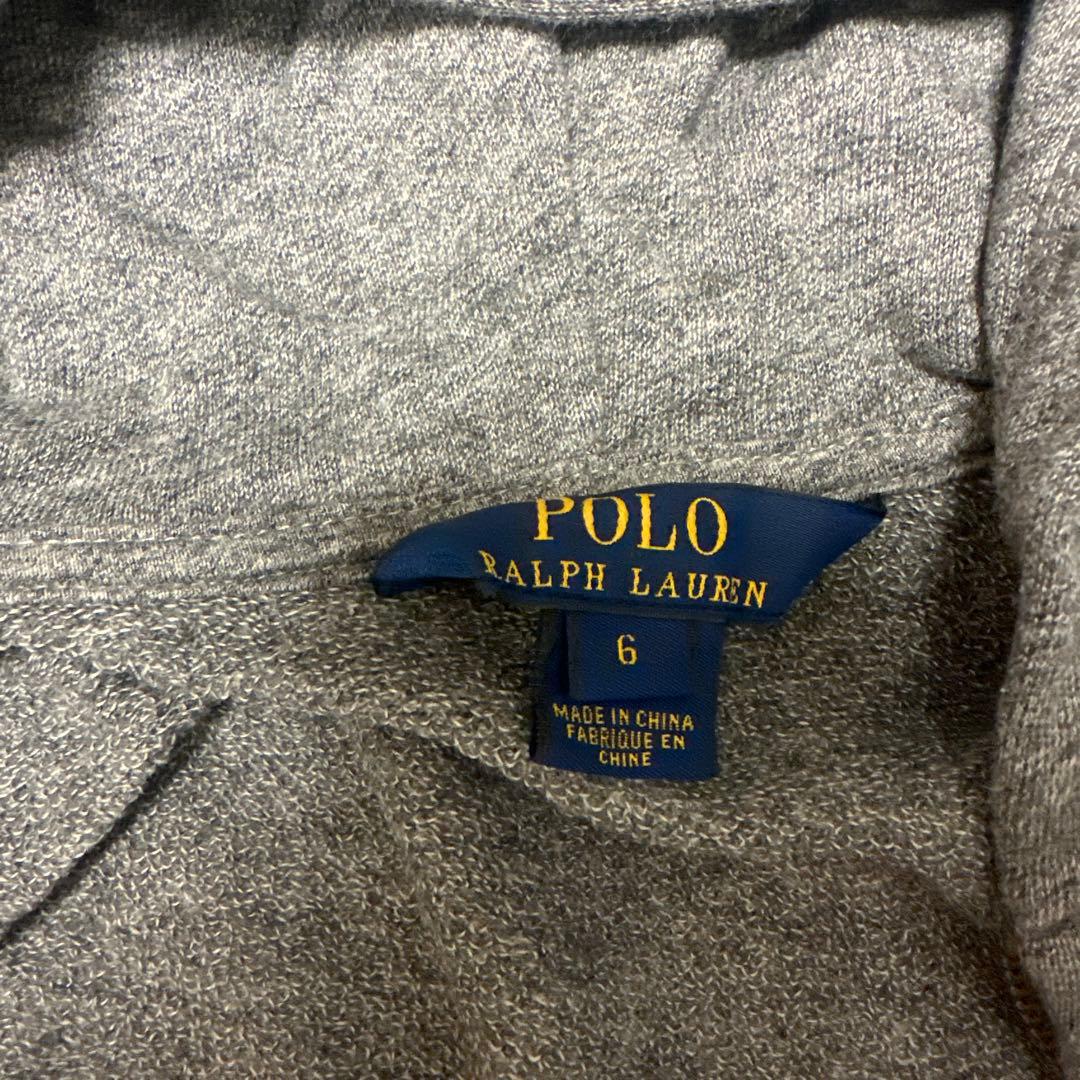 POLO
RALPH LAUREN
6
MADE IN CHINA
FABRIQUE EN
CHINE